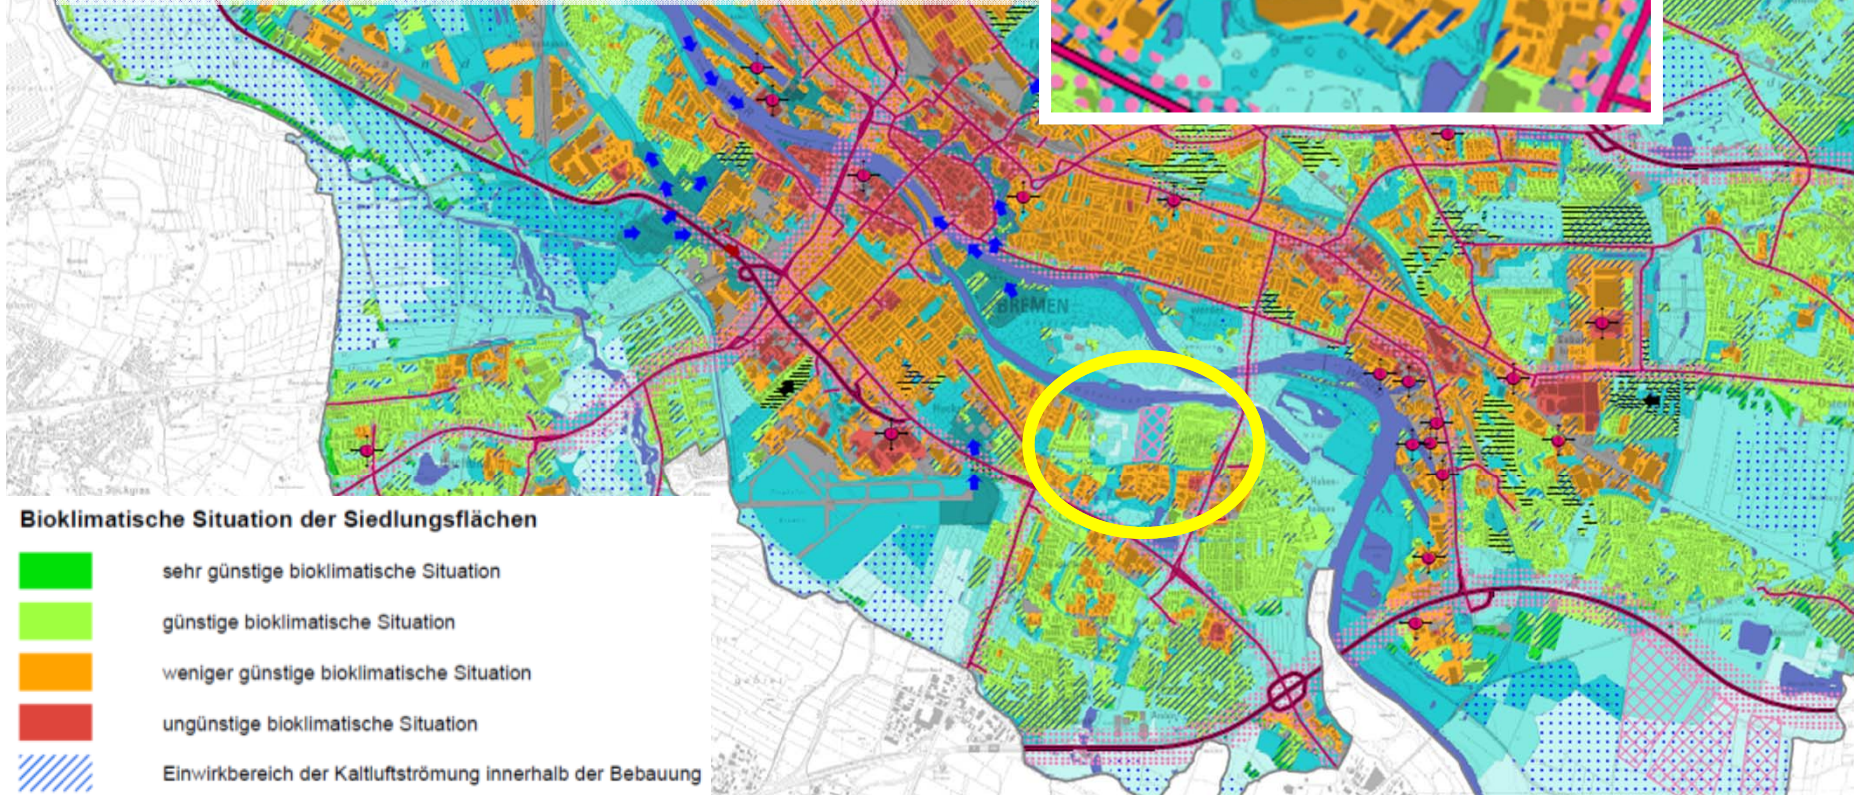 BREMEN
Bioklimatische Situation der Siedlungsflächen
sehr günstige bioklimatische Situation
günstige bioklimatische Situation
weniger günstige bioklimatische Situation
ungünstige bioklimatische Situation
Einwirkbereich der Kaltluftströmung innerhalb der Bebauung